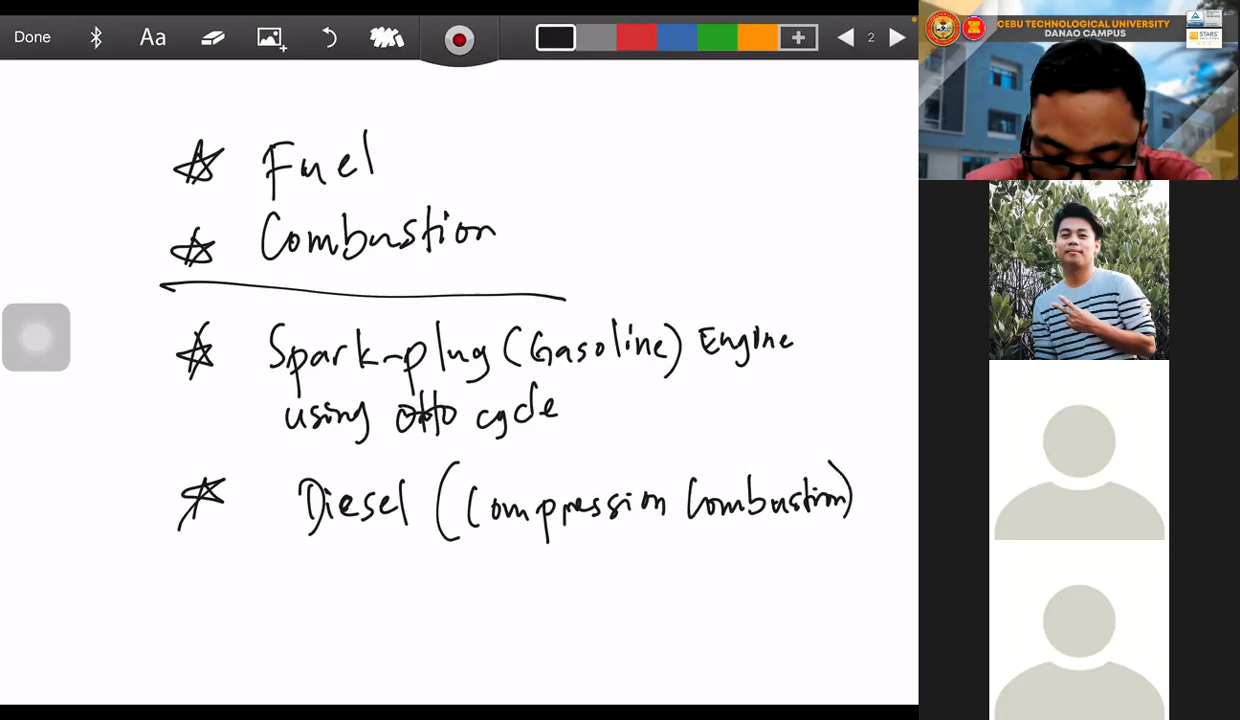 Done
Aa
2
CEBU TECHNOLOGICAL UNIVERSITY
DANAO CAMPUS
STARS
Fuel
Combustion
Spark-plug (Gasoline) Engine
using Otto cycle
Diesel (Compression Combustion)